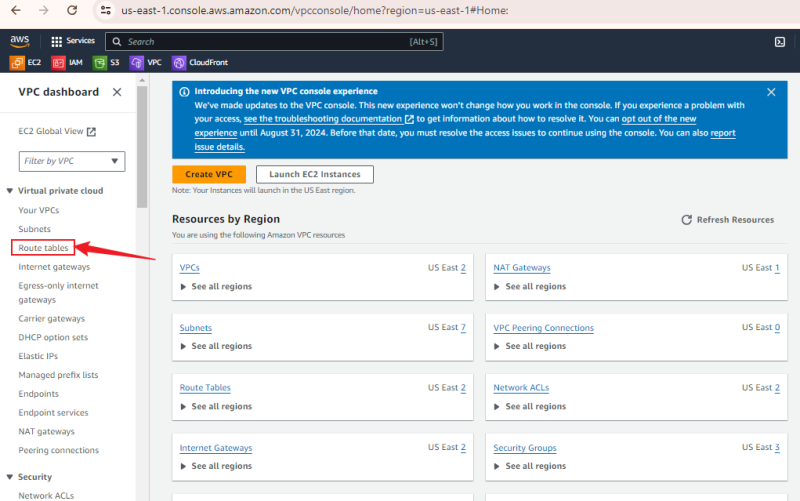 us-east-1.console.aws.amazon.com/vpcconsole/home?region=us-east-1#Home:
aws
Services
Search
[Alt+S]
EC2
IAM
S3
VPC
CloudFront
VPC dashboard
EC2 Global View
Filter by VPC
Virtual private cloud
Your VPCs
Subnets
Route tables
Internet gateways
Egress-only internet
gateways
Carrier gateways
DHCP option sets
Elastic IPs
Managed prefix lists
Endpoints
Endpoint services
NAT gateways
Peering connections
Security
Network ACLs
Introducing the new VPC console experience
We've made updates to the VPC console. This new experience won't change how you work in the console. If you experience a problem with
your access, see the troubleshooting documentation to get information about how to resolve it. You can opt out of the new
experience until August 31, 2024. Before that date, you must resolve the access issues to continue using the console. You can also report
issue details.
Create VPC
Launch EC2 Instances
Note: Your Instances will launch in the US East region.
Resources by Region
Refresh Resources
You are using the following Amazon VPC resources
VPCs
US East 2
See all regions
NAT Gateways
US East 1
See all regions
Subnets
US East 7
See all regions
VPC Peering Connections
US East 0
See all regions
Route Tables
US East 2
See all regions
Network ACLs
US East 2
See all regions
Internet Gateways
US East 2
See all regions
Security Groups
US East 3
See all regions